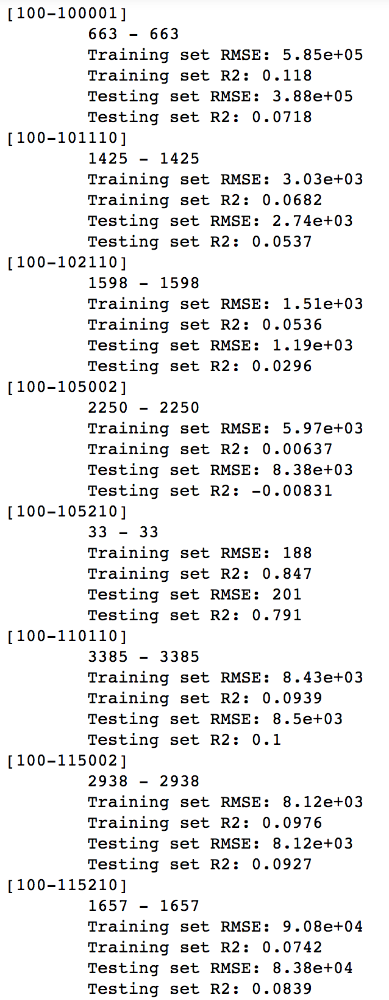 [100-100001]
663 - 663
Training set RMSE: 5.85e+05
Training set R2: 0.118
Testing set RMSE: 3.88e+05
Testing set R2: 0.0718
[100-101110]
1425 - 1425
Training set RMSE: 3.03e+03
Training set R2: 0.0682
Testing set RMSE: 2.74e+03
Testing set R2: 0.0537
[100-102110]
1598 - 1598
Training set RMSE: 1.51e+03
Training set R2: 0.0536
Testing set RMSE: 1.19e+03
Testing set R2: 0.0296
[100-105002]
2250 - 2250
Training set RMSE: 5.97e+03
Training set R2: 0.00637
Testing set RMSE: 8.38e+03
Testing set R2: -0.00831
[100-105210]
33 - 33
Training set RMSE: 188
Training set R2: 0.847
Testing set RMSE: 201
Testing set R2: 0.791
[100-110110]
3385 - 3385
Training set RMSE: 8.43e+03
Training set R2: 0.0939
Testing set RMSE: 8.5e+03
Testing set R2: 0.1
[100-115002]
2938 - 2938
Training set RMSE: 8.12e+03
Training set R2: 0.0976
Testing set RMSE: 8.12e+03
Testing set R2: 0.0927
[100-115210]
1657 - 1657
Training set RMSE: 9.08e+04
Training set R2: 0.0742
Testing set RMSE: 8.38e+04
Testing set R2: 0.0839